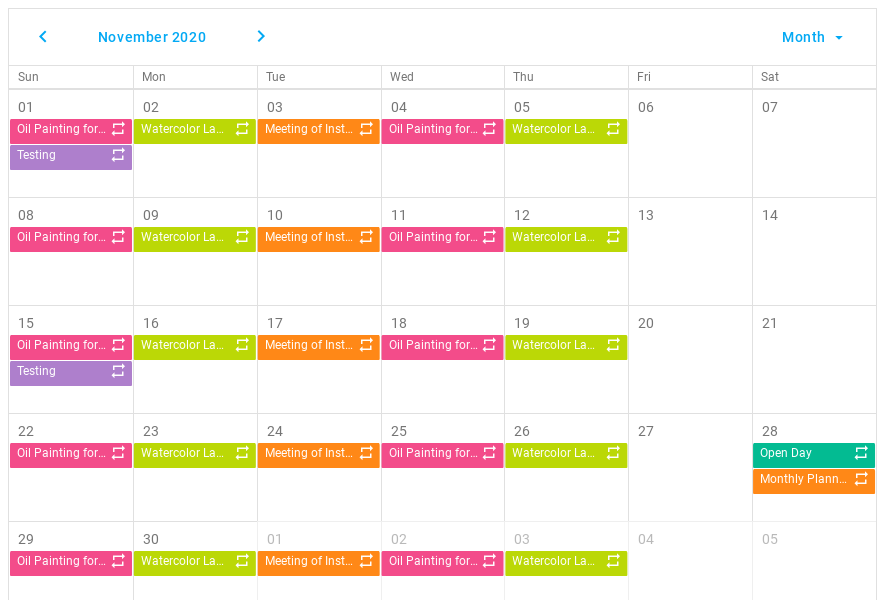 November 2020
Month
Sun Mon Tue Wed Thu Fri Sat
01 02 03 04 05 06 07
Oil Painting for... Watercolor La... Meeting of Inst... Oil Painting for... Watercolor La...
Testing
08 09 10 11 12 13 14
Oil Painting for... Watercolor La... Meeting of Inst... Oil Painting for... Watercolor La...
15 16 17 18 19 20 21
Oil Painting for... Watercolor La... Meeting of Inst... Oil Painting for... Watercolor La...
Testing
22 23 24 25 26 27 28
Oil Painting for... Watercolor La... Meeting of Inst... Oil Painting for... Watercolor La... Open Day
Monthly Plann...
29 30 01 02 03 04 05
Oil Painting for... Watercolor La... Meeting of Inst... Oil Painting for... Watercolor La...